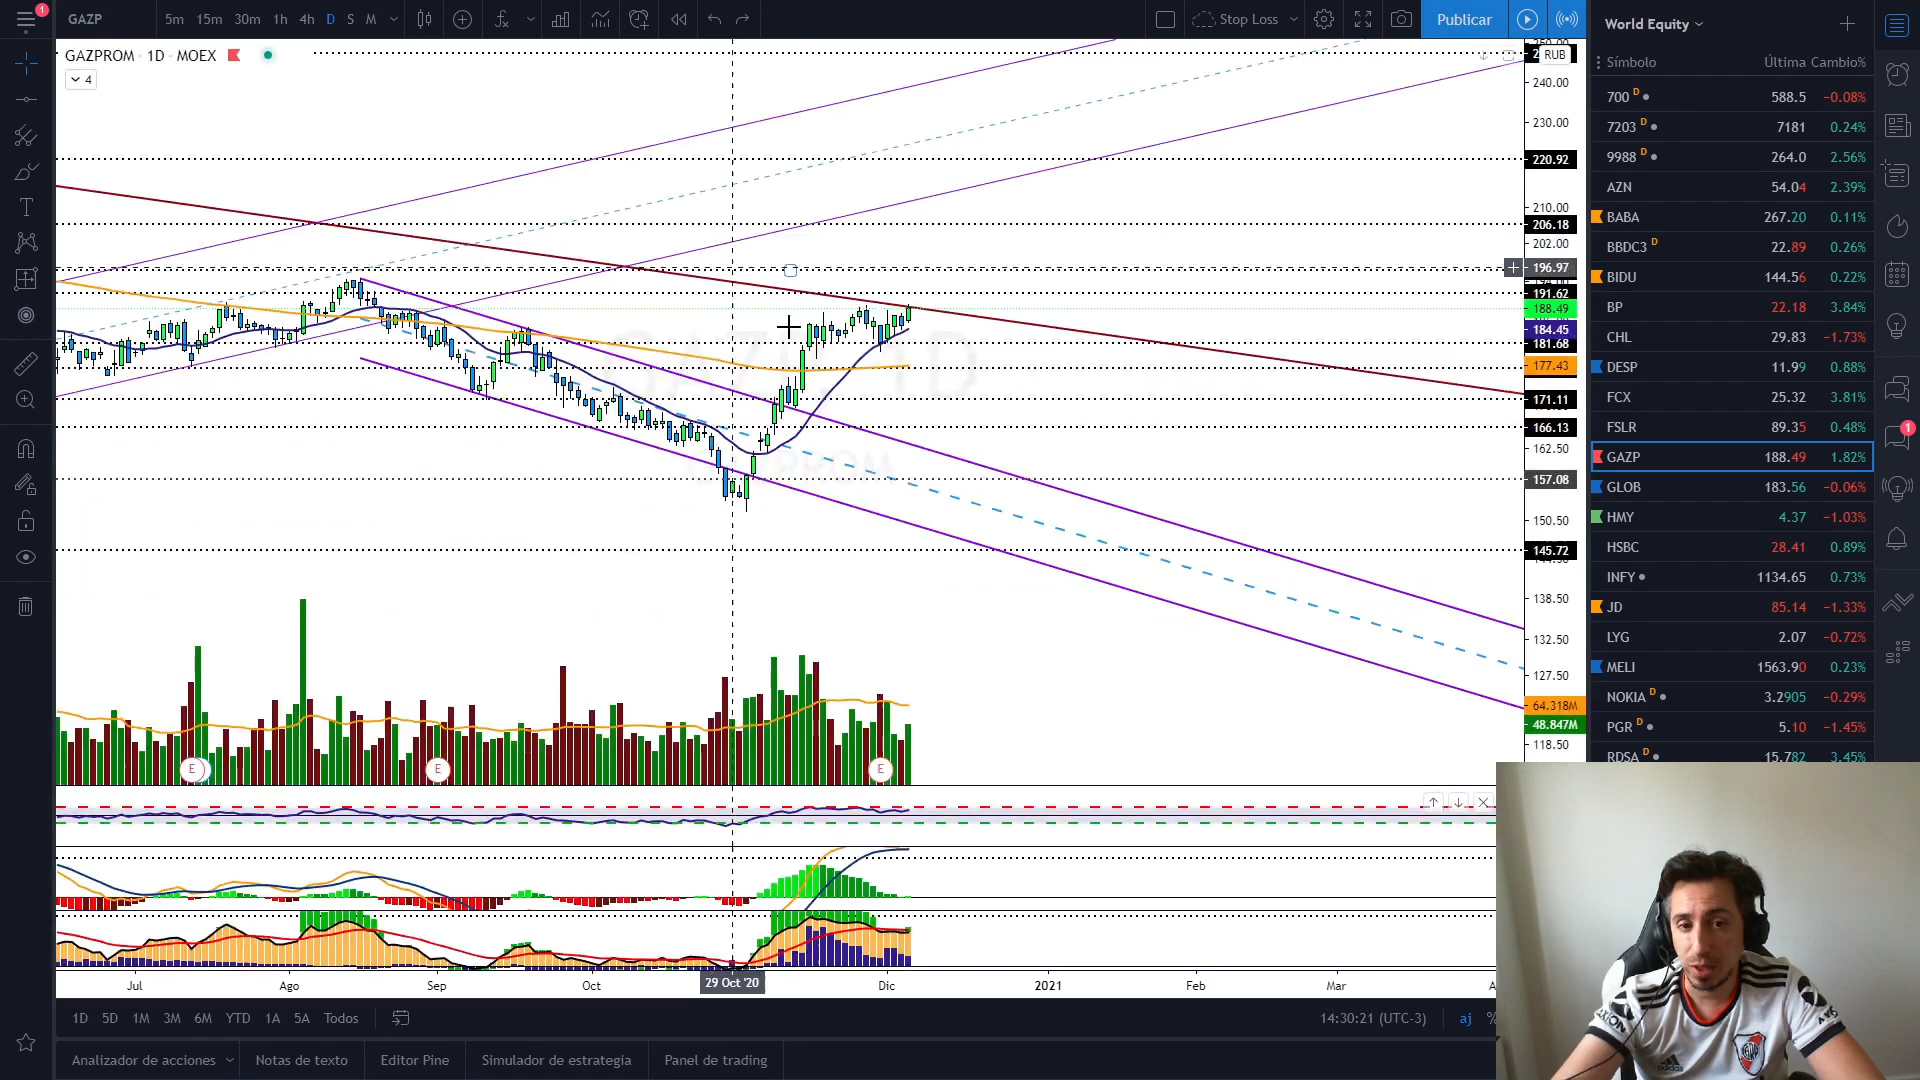 1
GAZP
5m 15m 30m 1h 4h D S M
Stop Loss
Publicar
World Equity
GAZPROM · 1D · MOEX
4
RUB
Símbolo Última Cambio%
700 D 588.5 −0.08%
7203 D 7181 0.24%
9988 D 264.0 2.56%
AZN 54.04 2.39%
BABA 267.20 0.11%
BBDC3 D 22.89 0.26%
BIDU 144.56 0.22%
BP 22.18 3.84%
CHL 29.83 −1.73%
DESP 11.99 0.88%
FCX 25.32 3.81%
FSLR 89.35 0.48%
GAZP 188.49 1.82%
GLOB 183.56 −0.06%
HMY 4.37 −1.03%
HSBC 28.41 0.89%
INFY 1134.65 0.73%
JD 85.14 −1.33%
LYG 2.07 −0.72%
MELI 1563.90 0.23%
NOKIA D 3.2905 −0.29%
PGR D 5.10 −1.45%
RDSA D 15.782 3.45%
1
240.00
230.00
220.92
210.00
206.18
202.00
196.97
191.62
188.49
184.45
181.68
177.43
171.11
166.13
162.50
157.08
150.50
145.72
138.50
132.50
127.50
64.318M
48.847M
118.50
E E E
Jul Ago Sep Oct 29 Oct '20 Dic 2021 Feb Mar
1D 5D 1M 3M 6M YTD 1A 5A Todos
14:30:21 (UTC-3) aj %
Analizador de acciones Notas de texto Editor Pine Simulador de estrategia Panel de trading
AXION
adidas